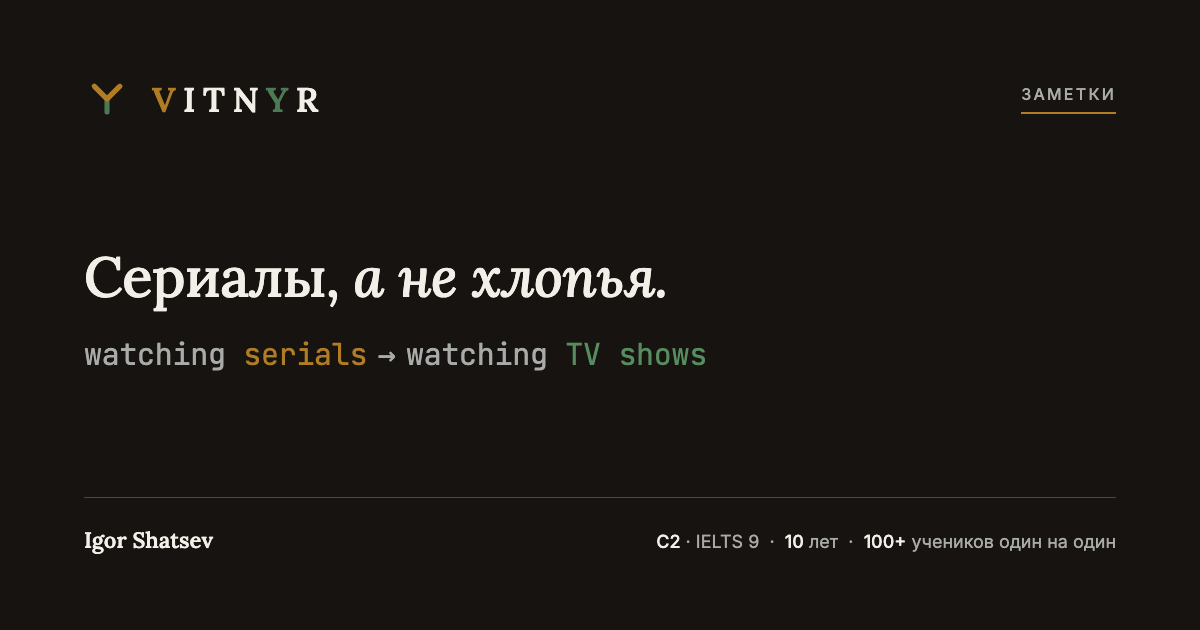 VITNYR
ЗАМЕТКИ
Сериалы, а не хлопья.
watching serials → watching TV shows
Igor Shatsev
C2 · IELTS 9 · 10 лет · 100+ учеников один на один